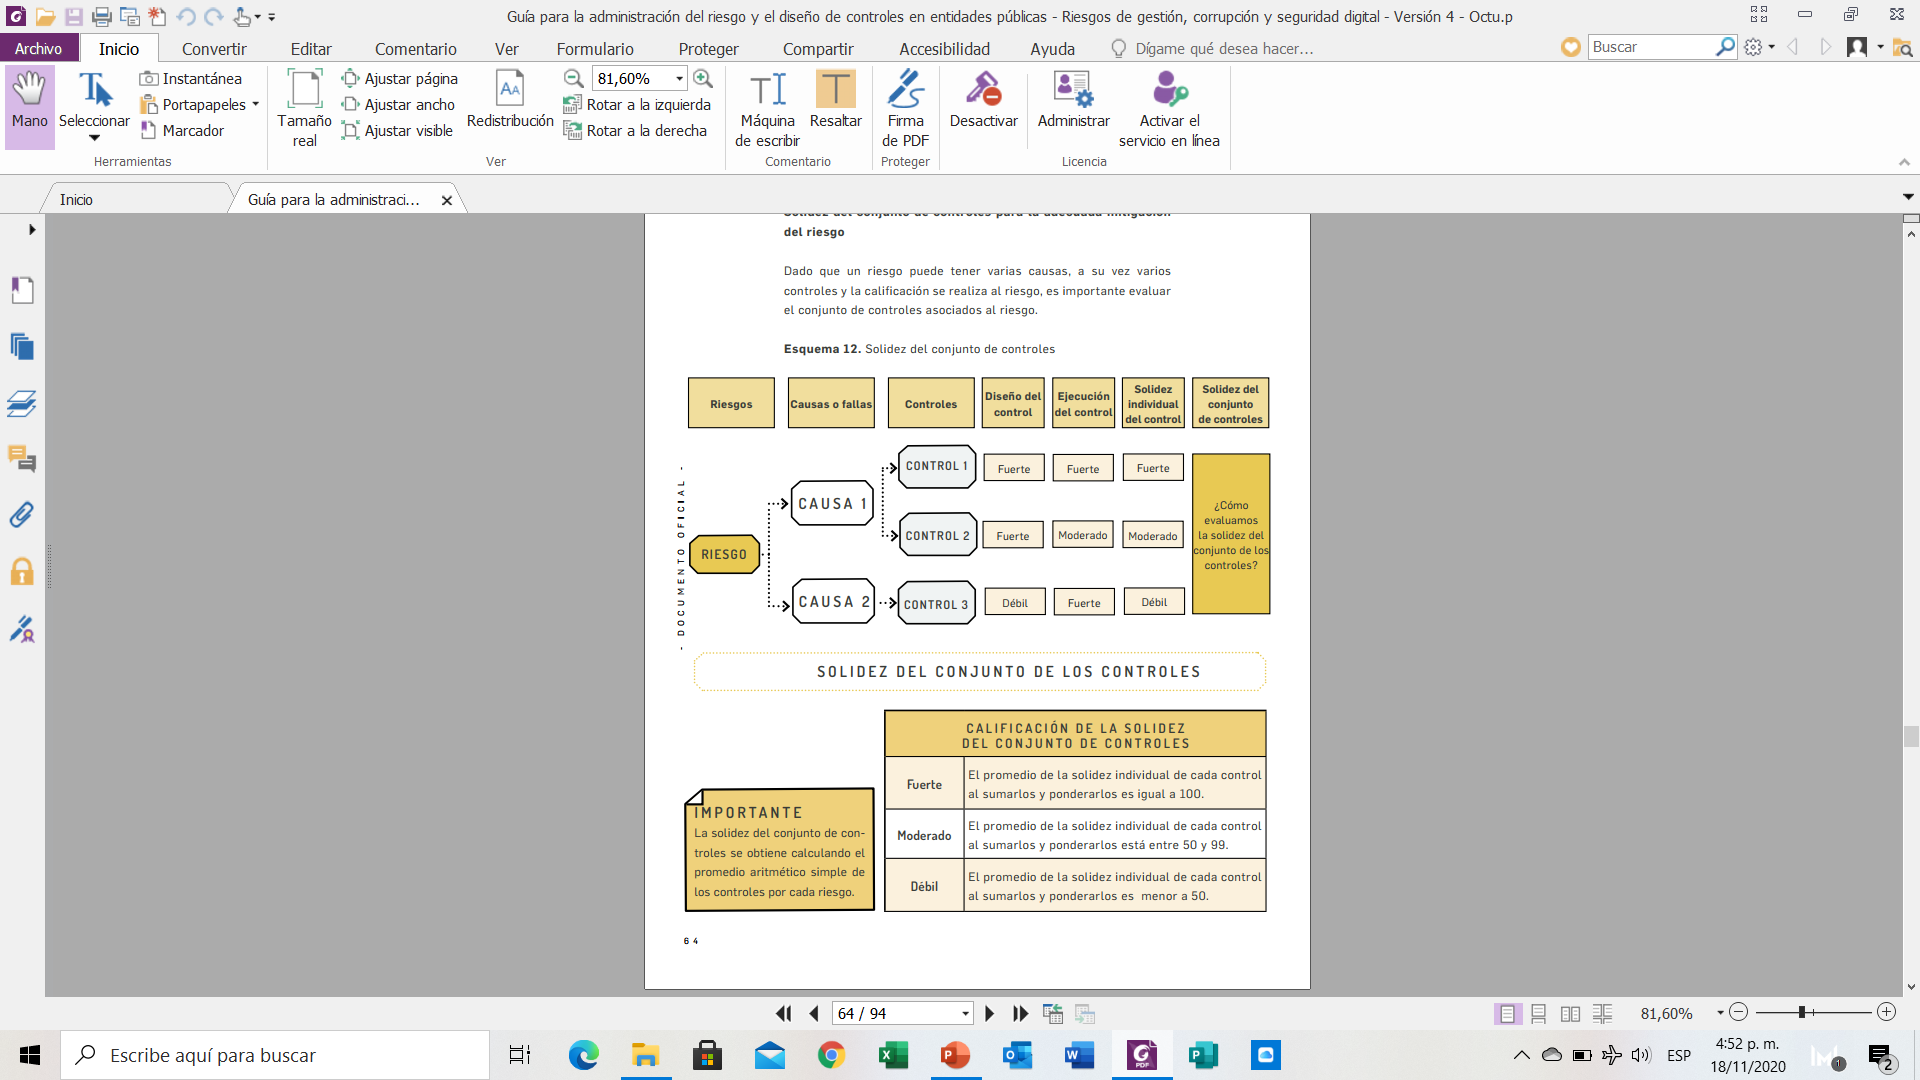 Guía para la administración del riesgo y el diseño de controles en entidades públicas - Riesgos de gestión, corrupción y seguridad digital - Versión 4 - Octu.p
Archivo Inicio Convertir Editar Comentario Ver Formulario Proteger Compartir Accesibilidad Ayuda Dígame qué desea hacer... Buscar
Mano
Seleccionar
Instantánea
Portapapeles
Marcador
Herramientas
Tamaño
real
Ajustar página
Ajustar ancho
Ajustar visible
Redistribución
81,60%
Rotar a la izquierda
Rotar a la derecha
Ver
Máquina
de escribir
Resaltar
Comentario
Firma
de PDF
Proteger
Desactivar
Administrar
Activar el
servicio en línea
Licencia
Inicio
Guía para la administraci...
Solidez del conjunto de controles para la adecuada mitigación
del riesgo
Dado que un riesgo puede tener varias causas, a su vez varios
controles y la calificación se realiza al riesgo, es importante evaluar
el conjunto de controles asociados al riesgo.
Esquema 12. Solidez del conjunto de controles
Riesgos
Causas o fallas
Controles
Diseño del
control
Ejecución
del control
Solidez
individual
del control
Solidez del
conjunto
de controles
- DOCUMENTO OFICIAL -
RIESGO
CAUSA 1
CONTROL 1
Fuerte
Fuerte
Fuerte
CONTROL 2
Fuerte
Moderado
Moderado
CAUSA 2
CONTROL 3
Débil
Fuerte
Débil
¿Cómo
evaluamos
la solidez del
conjunto de los
controles?
SOLIDEZ DEL CONJUNTO DE LOS CONTROLES
IMPORTANTE
La solidez del conjunto de con-
troles se obtiene calculando el
promedio aritmético simple de
los controles por cada riesgo.
CALIFICACIÓN DE LA SOLIDEZ
DEL CONJUNTO DE CONTROLES
Fuerte
El promedio de la solidez individual de cada control
al sumarlos y ponderarlos es igual a 100.
Moderado
El promedio de la solidez individual de cada control
al sumarlos y ponderarlos está entre 50 y 99.
Débil
El promedio de la solidez individual de cada control
al sumarlos y ponderarlos es menor a 50.
64
64 / 94
81,60%
Escribe aquí para buscar
ESP
4:52 p. m.
18/11/2020
1
2